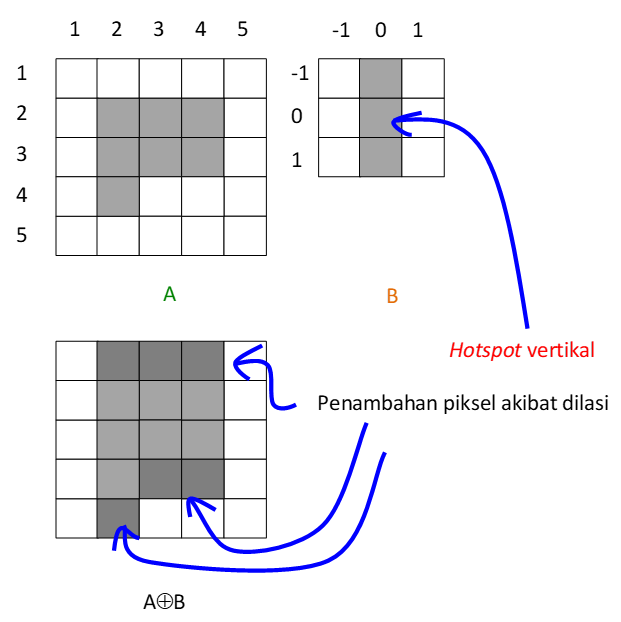 1 2 3 4 5
1
2
3
4
5
A
-1 0 1
-1
0
1
B
Hotspot vertikal
Penambahan piksel akibat dilasi
A⊕B